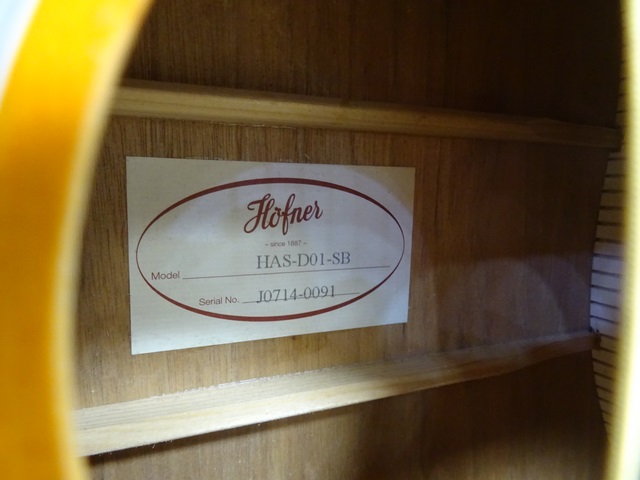 Höfner
– since 1887 –
Model HAS-D01-SB
Serial No. J0714-0091